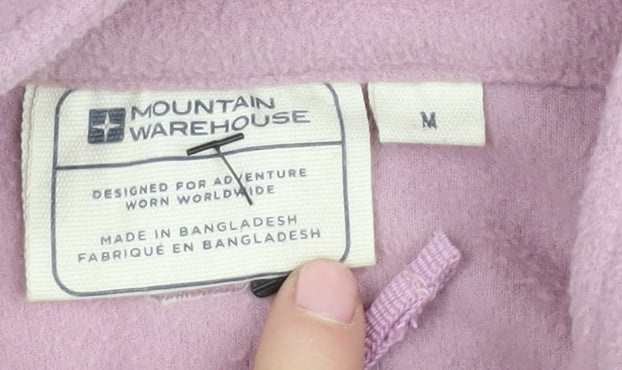 MOUNTAIN
WAREHOUSE
DESIGNED FOR ADVENTURE
WORN WORLDWIDE
MADE IN BANGLADESH
FABRIQUÉ EN BANGLADESH
M